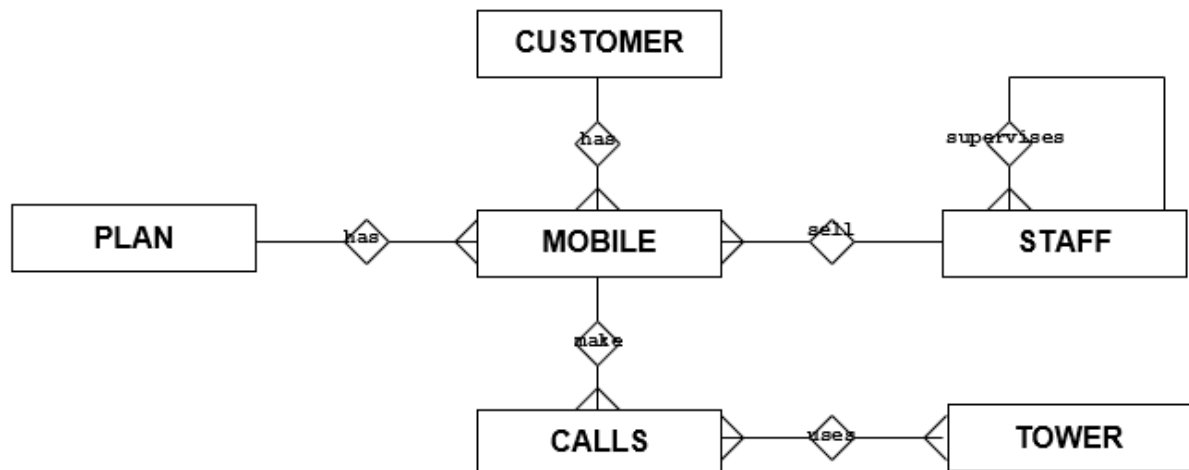 CUSTOMER
has
supervises
PLAN
has
MOBILE
sell
STAFF
make
CALLS
uses
TOWER